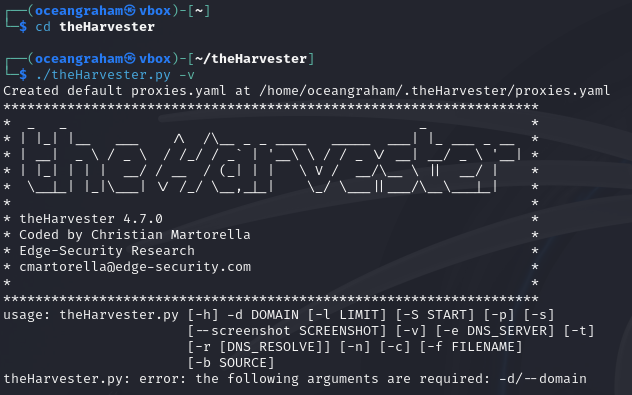 ┌──(oceangraham㉿vbox)-[~]
└─$ cd theHarvester
┌──(oceangraham㉿vbox)-[~/theHarvester]
└─$ ./theHarvester.py -v
Created default proxies.yaml at /home/oceangraham/.theHarvester/proxies.yaml
*******************************************************************
theHarvester
* theHarvester 4.7.0 *
* Coded by Christian Martorella *
* Edge-Security Research *
* cmartorella@edge-security.com *
* *
*******************************************************************
usage: theHarvester.py [-h] -d DOMAIN [-l LIMIT] [-S START] [-p] [-s]
[--screenshot SCREENSHOT] [-v] [-e DNS_SERVER] [-t]
[-r [DNS_RESOLVE]] [-n] [-c] [-f FILENAME]
[-b SOURCE]
theHarvester.py: error: the following arguments are required: -d/--domain